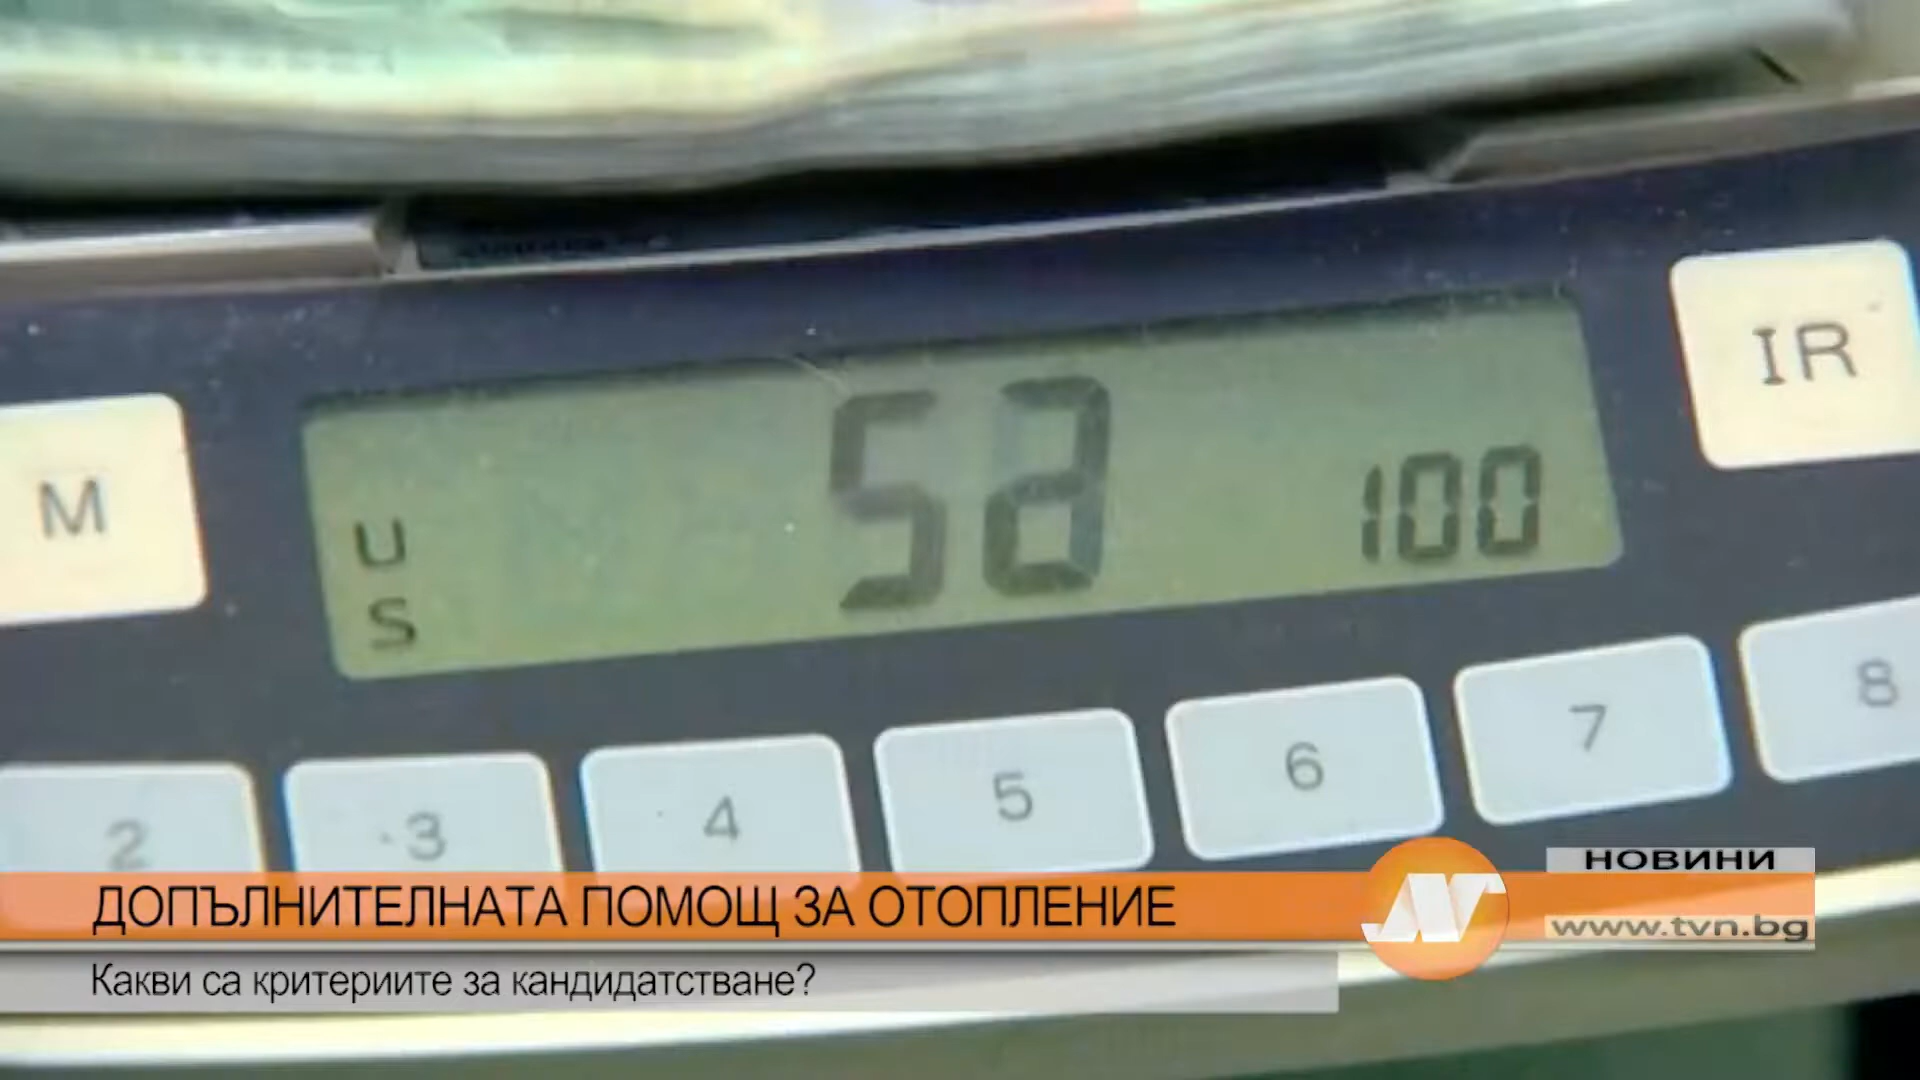 IR
M
U
S
100
2
3
4
5
6
7
8
НОВИНИ
ДОПЪЛНИТЕЛНАТА ПОМОЩ ЗА ОТОПЛЕНИЕ
www.tvn.bg
Какви са критериите за кандидатстване?